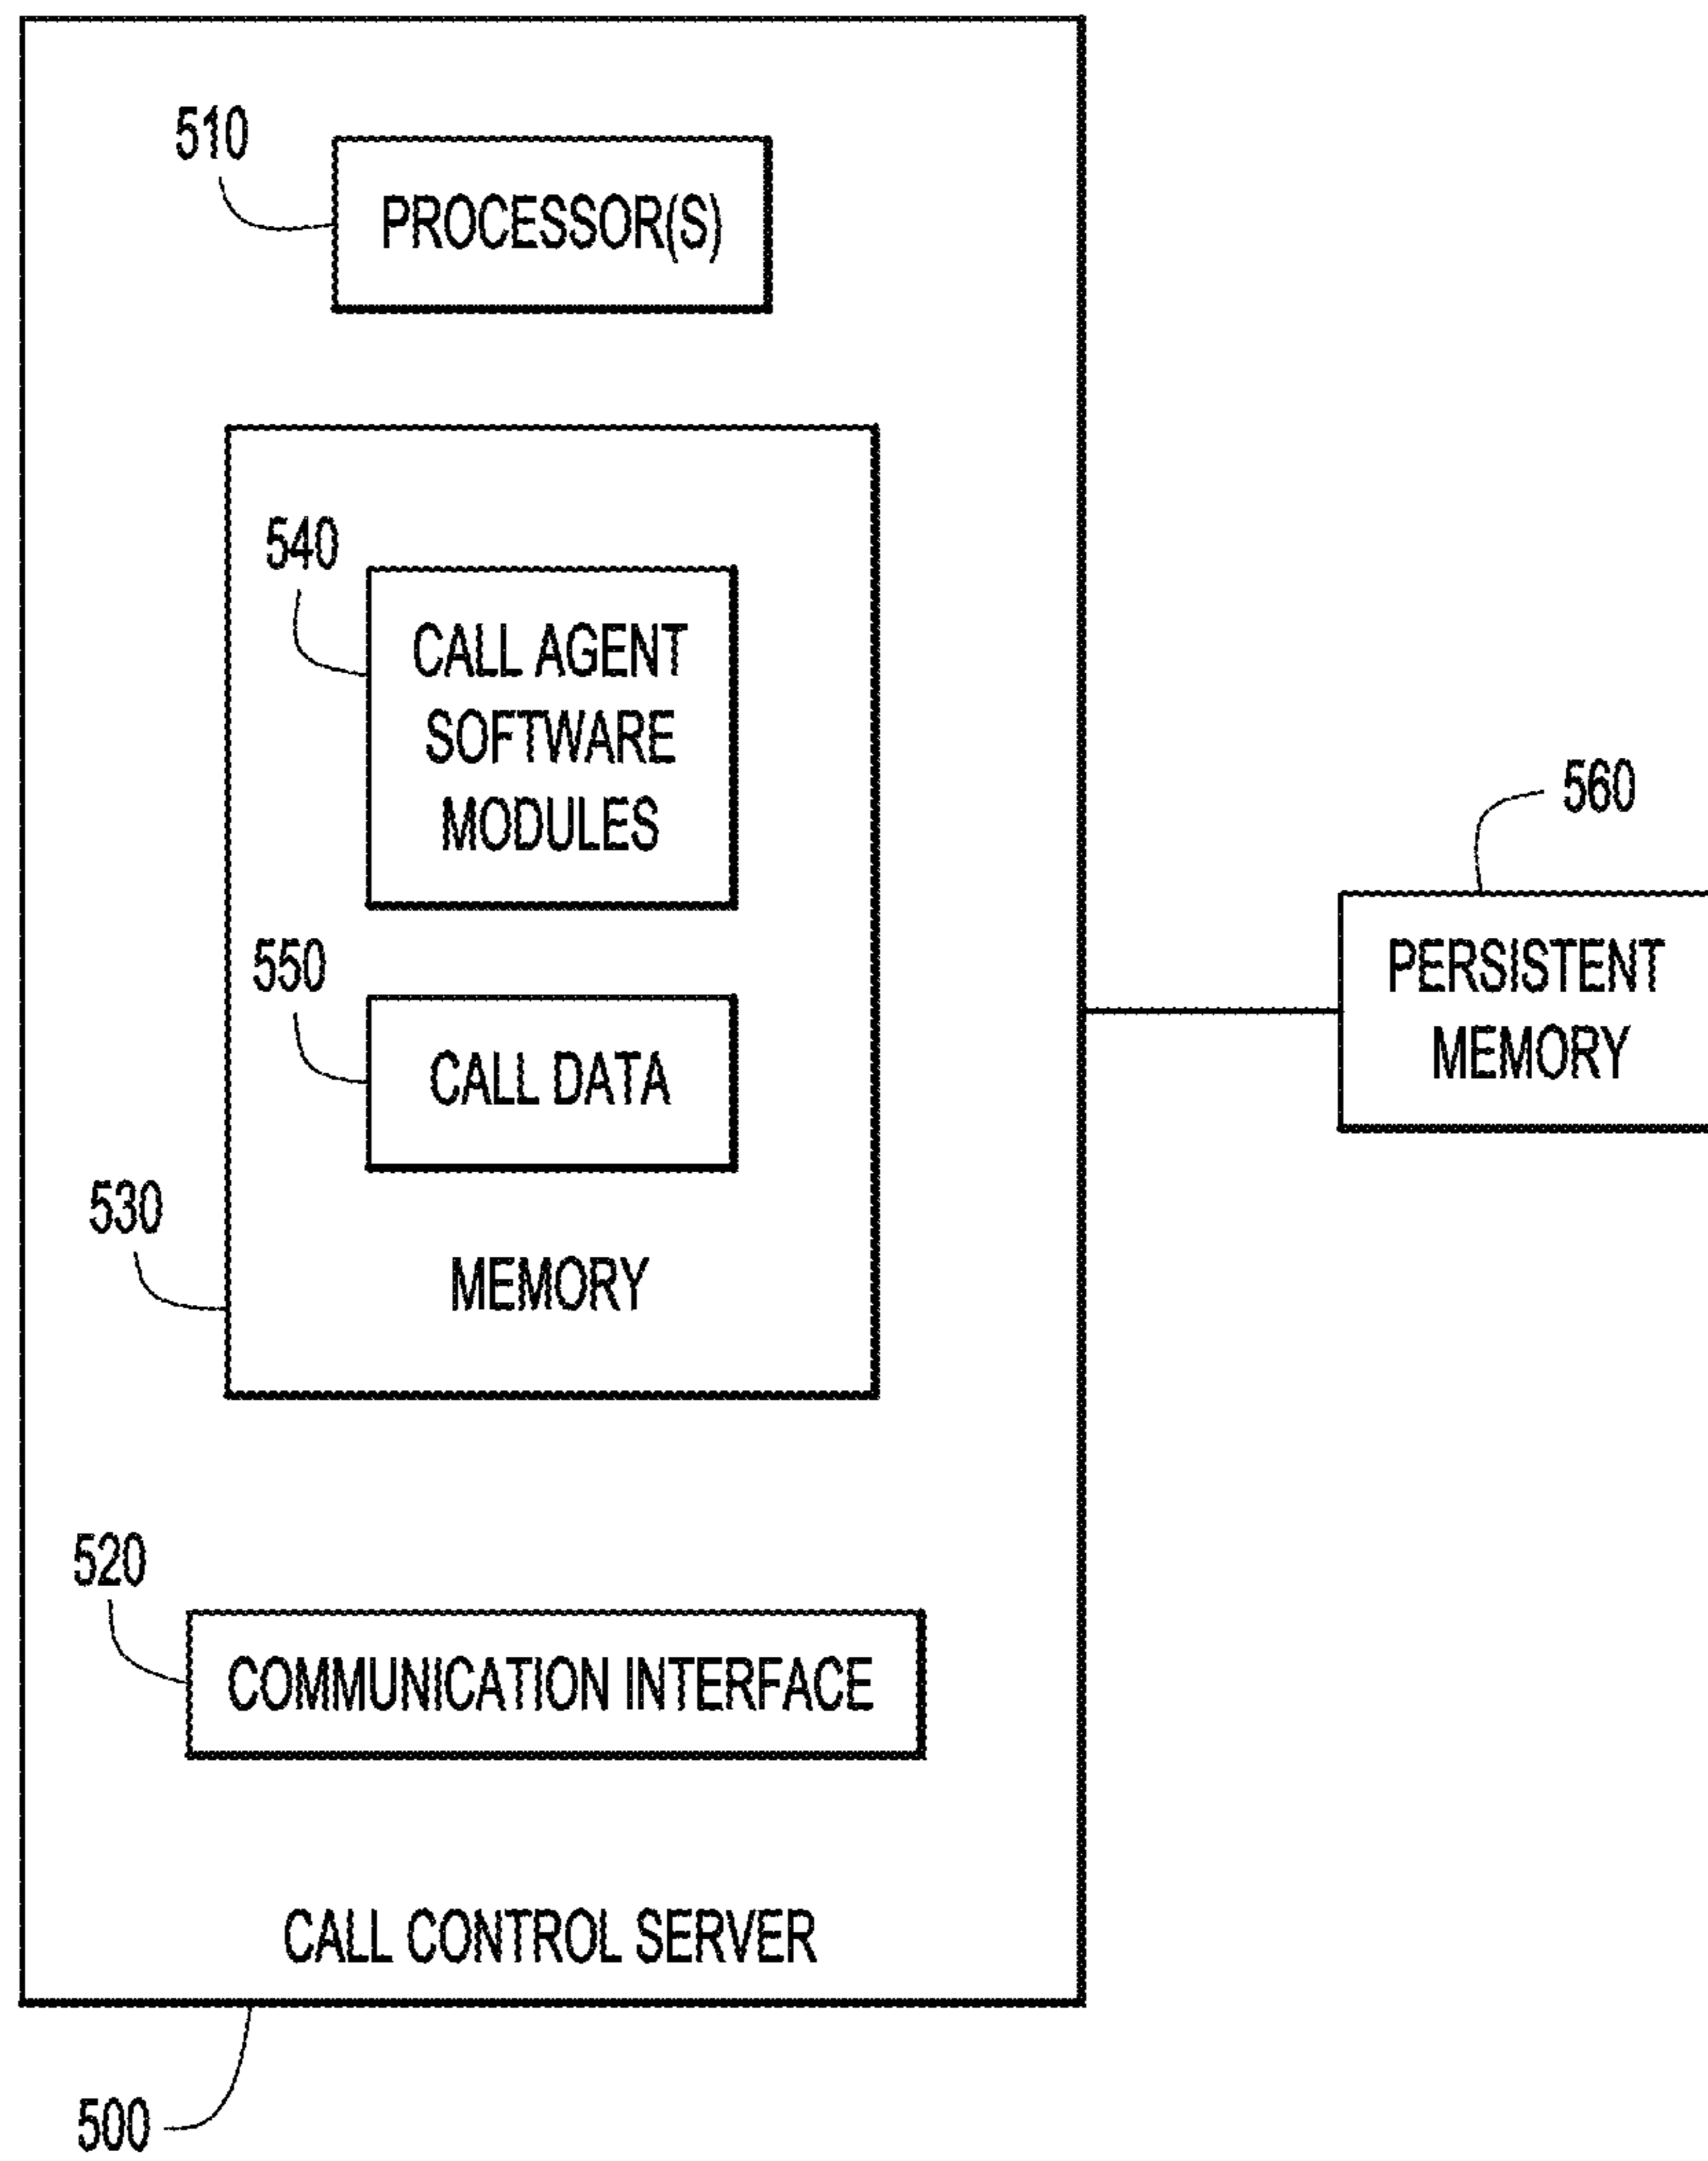 510
PROCESSOR(S)
540
CALL AGENT
SOFTWARE
MODULES
550
CALL DATA
530
MEMORY
520
COMMUNICATION INTERFACE
CALL CONTROL SERVER
500
560
PERSISTENT
MEMORY